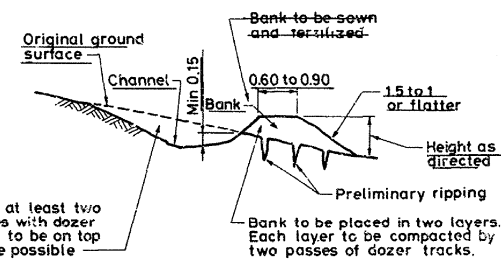 Bank to be sown
and fertilized
Original ground
surface
Channel
Min 0.15
0.60 to 0.90
Bank
1.5 to 1
or flatter
Height as
directed
Preliminary ripping
at least two
with dozer
to be on top
possible
Bank to be placed in two layers.
Each layer to be compacted by
two passes of dozer tracks.